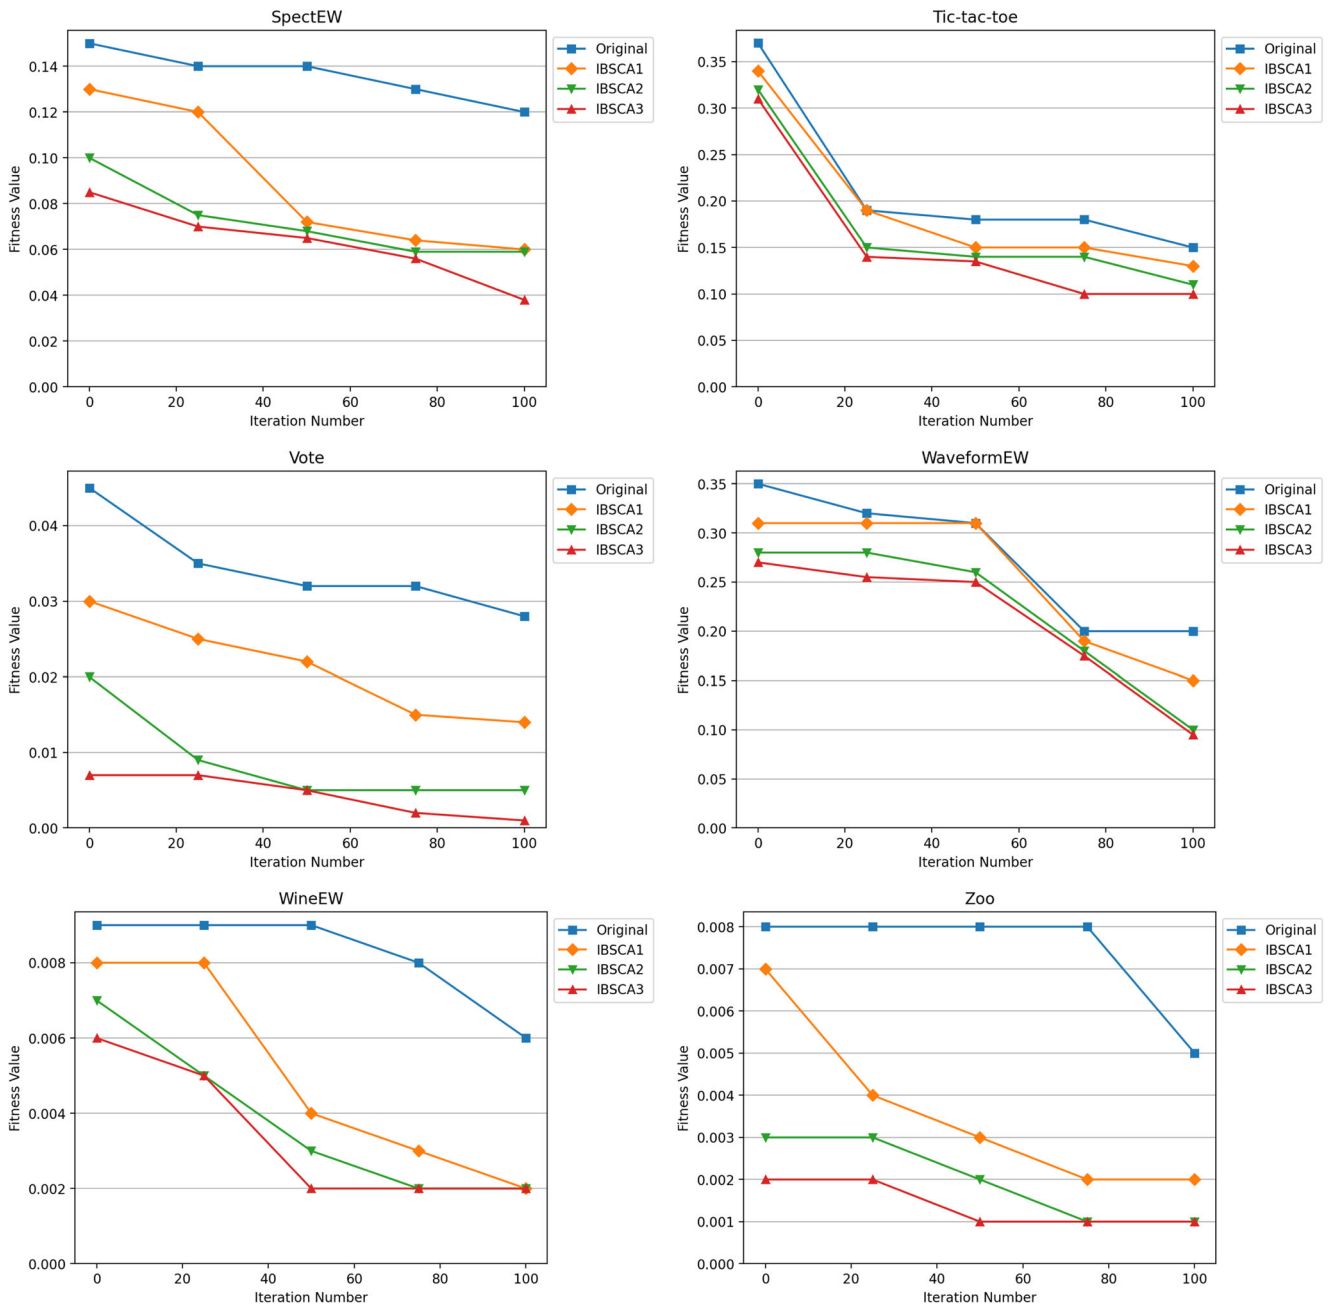 SpectEW
0.14
0.12
0.10
0.08
0.06
0.04
0.02
0.00
Fitness Value
0 20 40 60 80 100
Iteration Number
Original
IBSCA1
IBSCA2
IBSCA3
Tic-tac-toe
0.35
0.30
0.25
0.20
0.15
0.10
0.05
0.00
Fitness Value
0 20 40 60 80 100
Iteration Number
Original
IBSCA1
IBSCA2
IBSCA3
Vote
0.04
0.03
0.02
0.01
0.00
Fitness Value
0 20 40 60 80 100
Iteration Number
Original
IBSCA1
IBSCA2
IBSCA3
WaveformEW
0.35
0.30
0.25
0.20
0.15
0.10
0.05
0.00
Fitness Value
0 20 40 60 80 100
Iteration Number
Original
IBSCA1
IBSCA2
IBSCA3
WineEW
0.008
0.006
0.004
0.002
0.000
Fitness Value
0 20 40 60 80 100
Iteration Number
Original
IBSCA1
IBSCA2
IBSCA3
Zoo
0.008
0.007
0.006
0.005
0.004
0.003
0.002
0.001
0.000
Fitness Value
0 20 40 60 80 100
Iteration Number
Original
IBSCA1
IBSCA2
IBSCA3